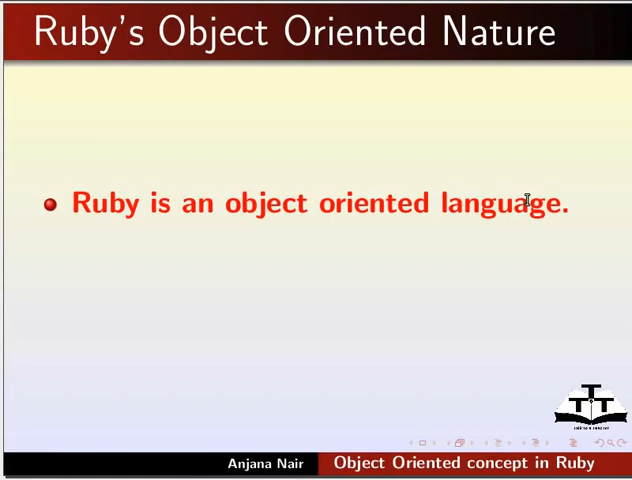 Ruby's Object Oriented Nature
Ruby is an object oriented language.
Anjana Nair
Object Oriented concept in Ruby